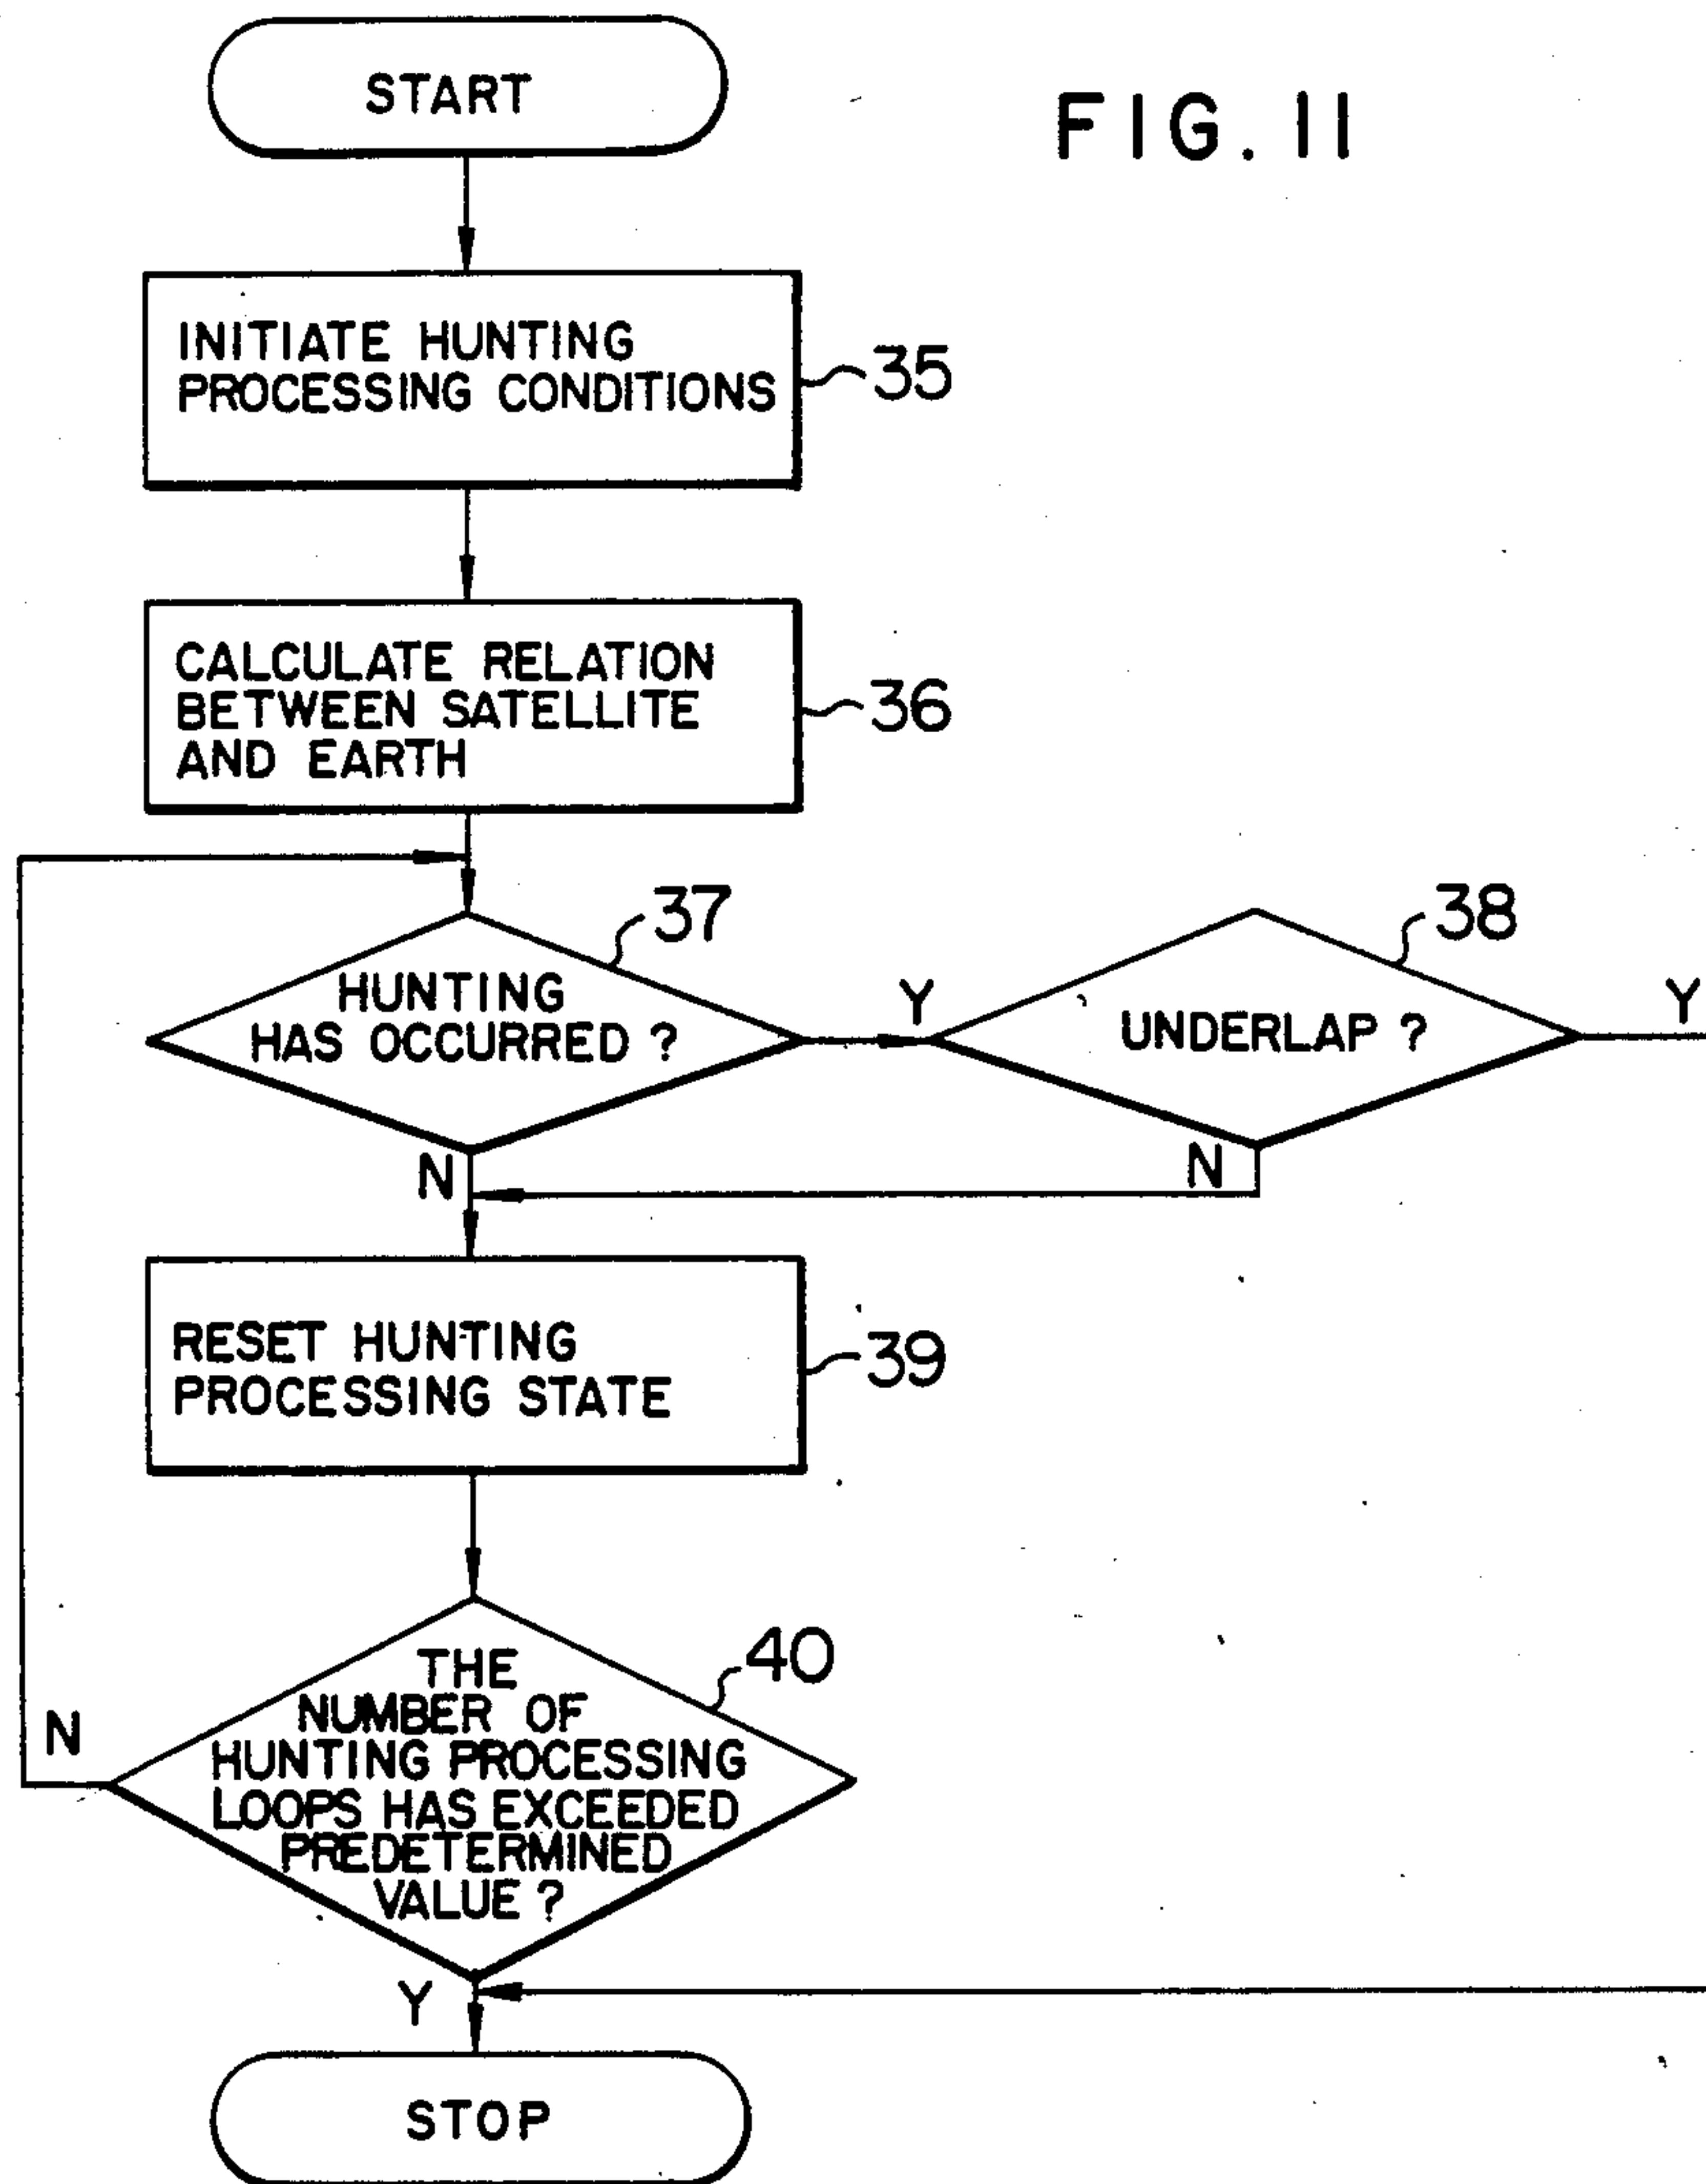 START
FIG. 11
INITIATE HUNTING
PROCESSING CONDITIONS
35
CALCULATE RELATION
BETWEEN SATELLITE
AND EARTH
36
37
HUNTING
HAS OCCURRED ?
Y
38
UNDERLAP ?
Y
N
N
RESET HUNTING
PROCESSING STATE
39
40
THE
NUMBER OF
HUNTING PROCESSING
LOOPS HAS EXCEEDED
PREDETERMINED
VALUE ?
N
Y
STOP